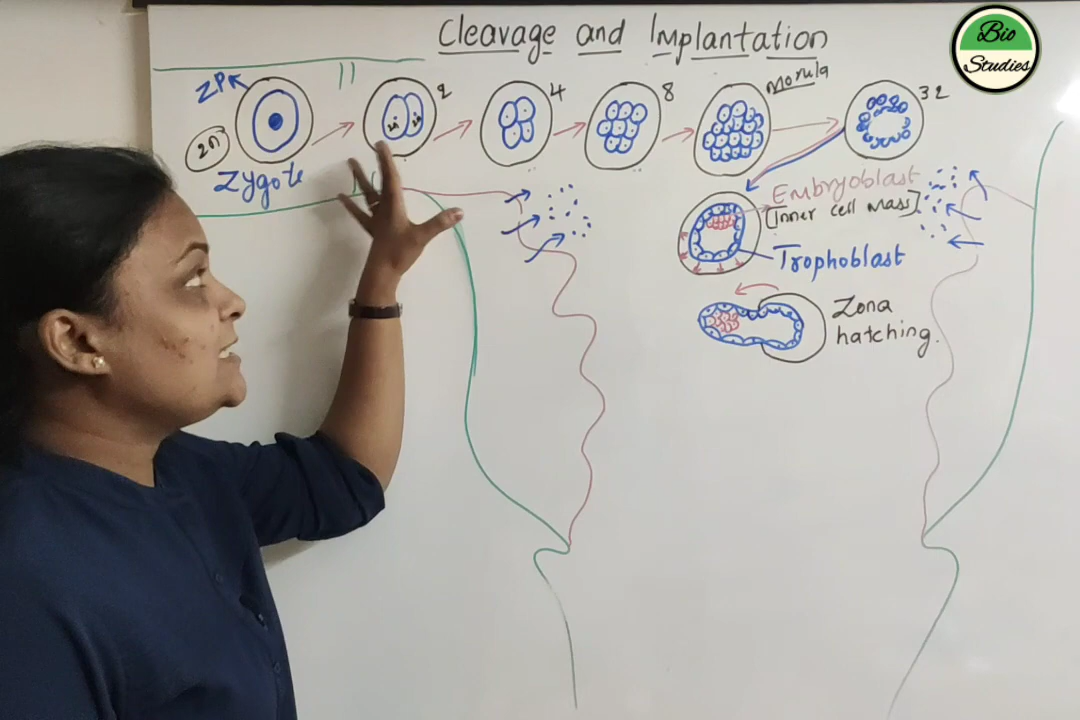 Cleavage and Implantation
Bio
Studies
ZP
2
4
8
Morula
32
2n
Zygote
Embryoblast
[Inner cell mass]
Trophoblast
Zona
hatching.